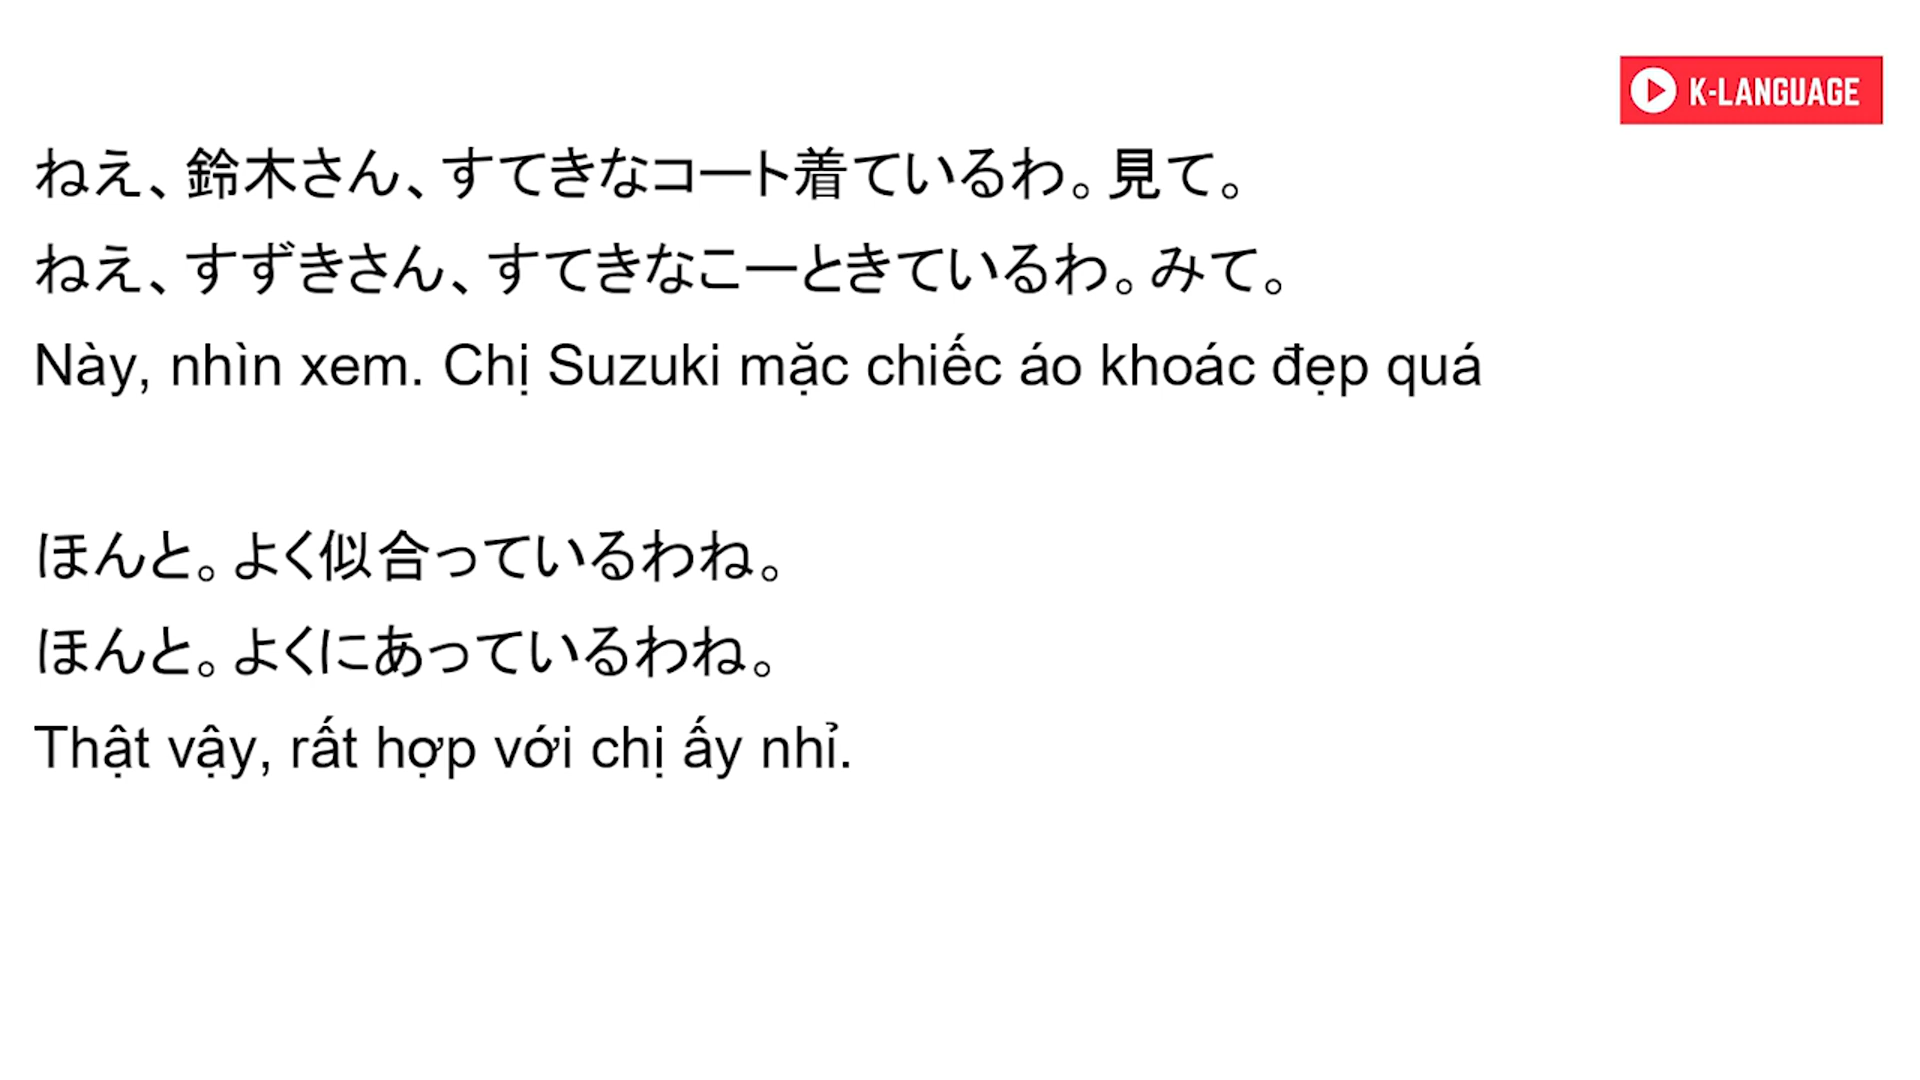 K-LANGUAGE
ねえ、鈴木さん、すてきなコート着ているわ。見て。
ねえ、すずきさん、すてきなこーときているわ。みて。
Này, nhìn xem. Chị Suzuki mặc chiếc áo khoác đẹp quá
ほんと。よく似合っているわね。
ほんと。よくにあっているわね。
Thật vậy, rất hợp với chị ấy nhỉ.